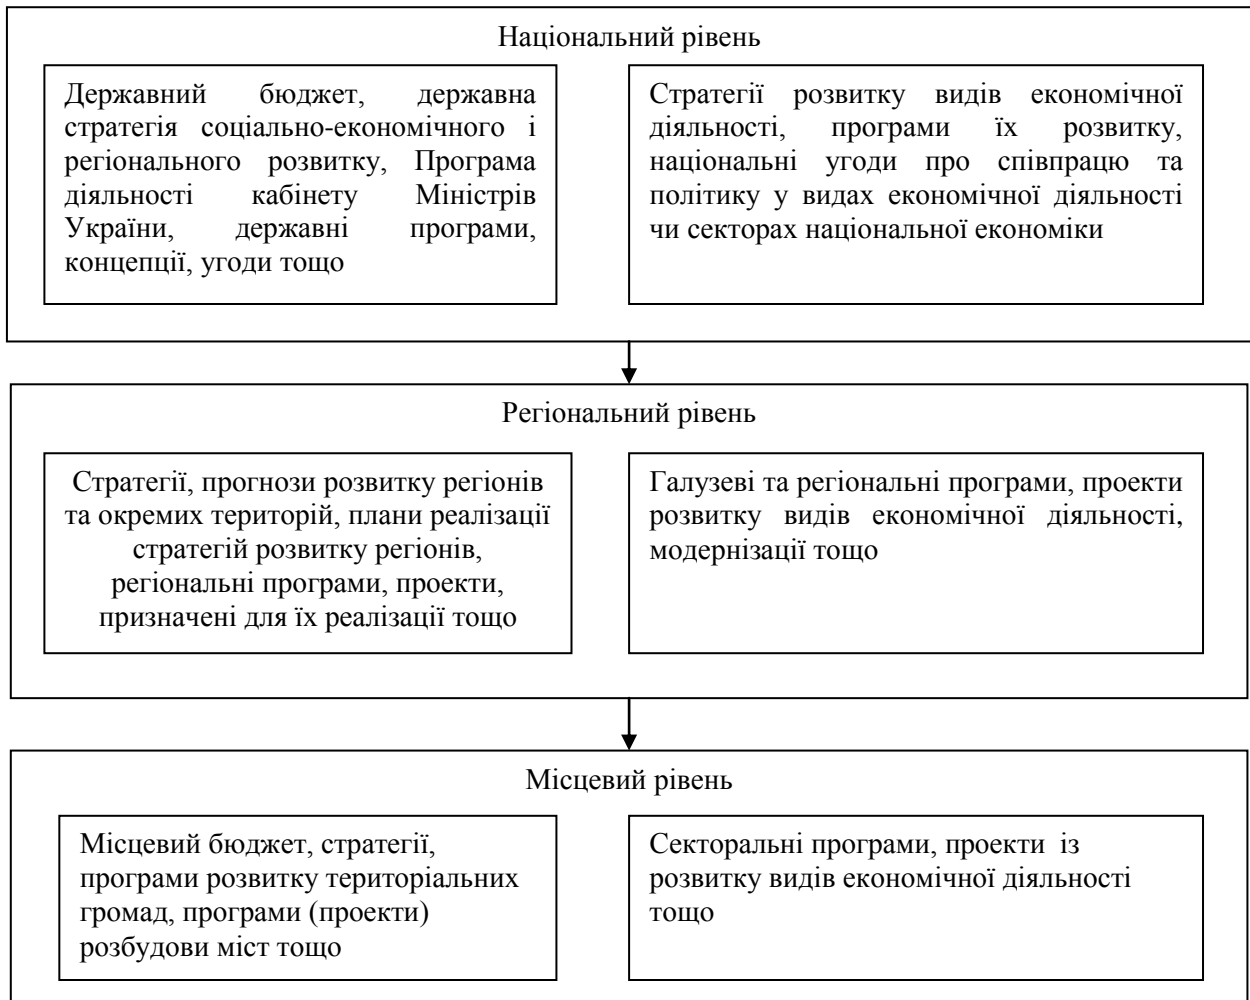 Національний рівень
Державний бюджет, державна
стратегія соціально-економічного і
регіонального розвитку, Програма
діяльності кабінету Міністрів
України, державні програми,
концепції, угоди тощо
Стратегії розвитку видів економічної
діяльності, програми їх розвитку,
національні угоди про співпрацю та
політику у видах економічної діяльності
чи секторах національної економіки
Регіональний рівень
Стратегії, прогнози розвитку регіонів
та окремих територій, плани реалізації
стратегій розвитку регіонів,
регіональні програми, проекти,
призначені для їх реалізації тощо
Галузеві та регіональні програми, проекти
розвитку видів економічної діяльності,
модернізації тощо
Місцевий рівень
Місцевий бюджет, стратегії,
програми розвитку територіальних
громад, програми (проекти)
розбудови міст тощо
Секторальні програми, проекти із
розвитку видів економічної діяльності
тощо